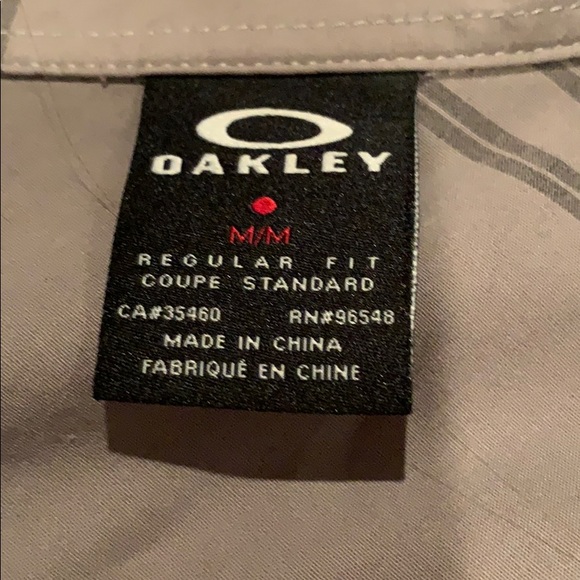 OAKLEY
M/M
REGULAR FIT
COUPE STANDARD
CA#35460 RN#96548
MADE IN CHINA
FABRIQUÉ EN CHINE